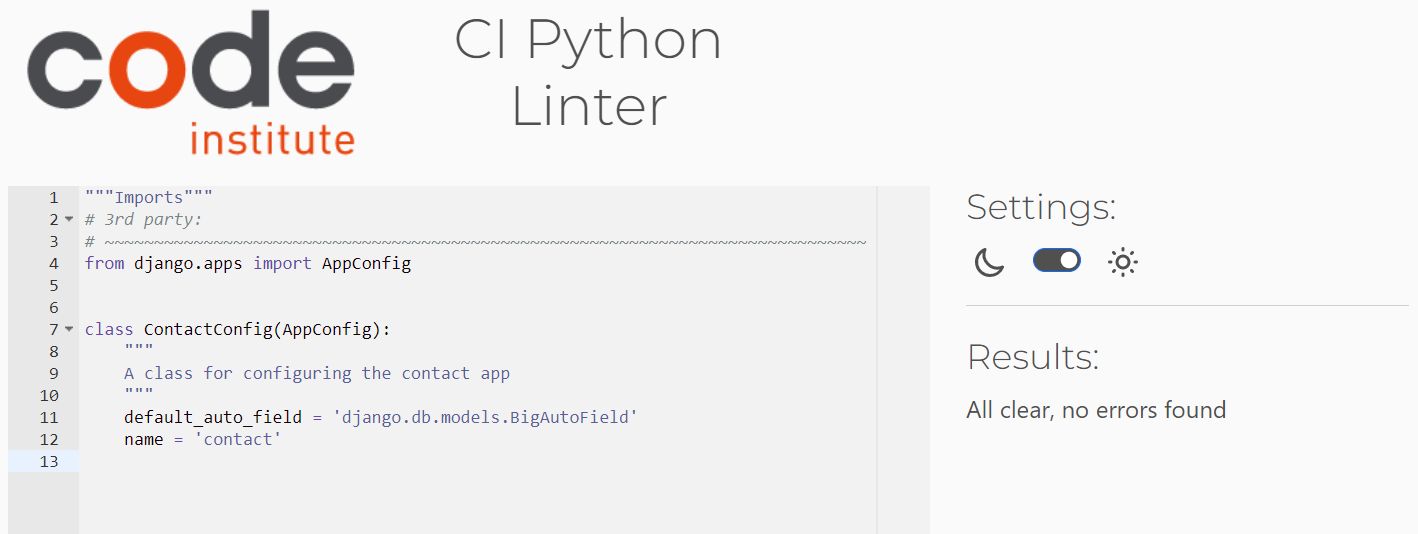 code
institute
CI Python
Linter
1 """Imports"""
2 # 3rd party:
3 # ~~~~~~~~~~~~~~~~~~~~~~~~~~~~~~~~~~~~~~~~~~~~~~~~~~~~~~~~~~~~~~~~~~~~~~~~~~~~~
4 from django.apps import AppConfig
5
6
7 class ContactConfig(AppConfig):
8     """
9     A class for configuring the contact app
10     """
11     default_auto_field = 'django.db.models.BigAutoField'
12     name = 'contact'
13
Settings:
Results:
All clear, no errors found